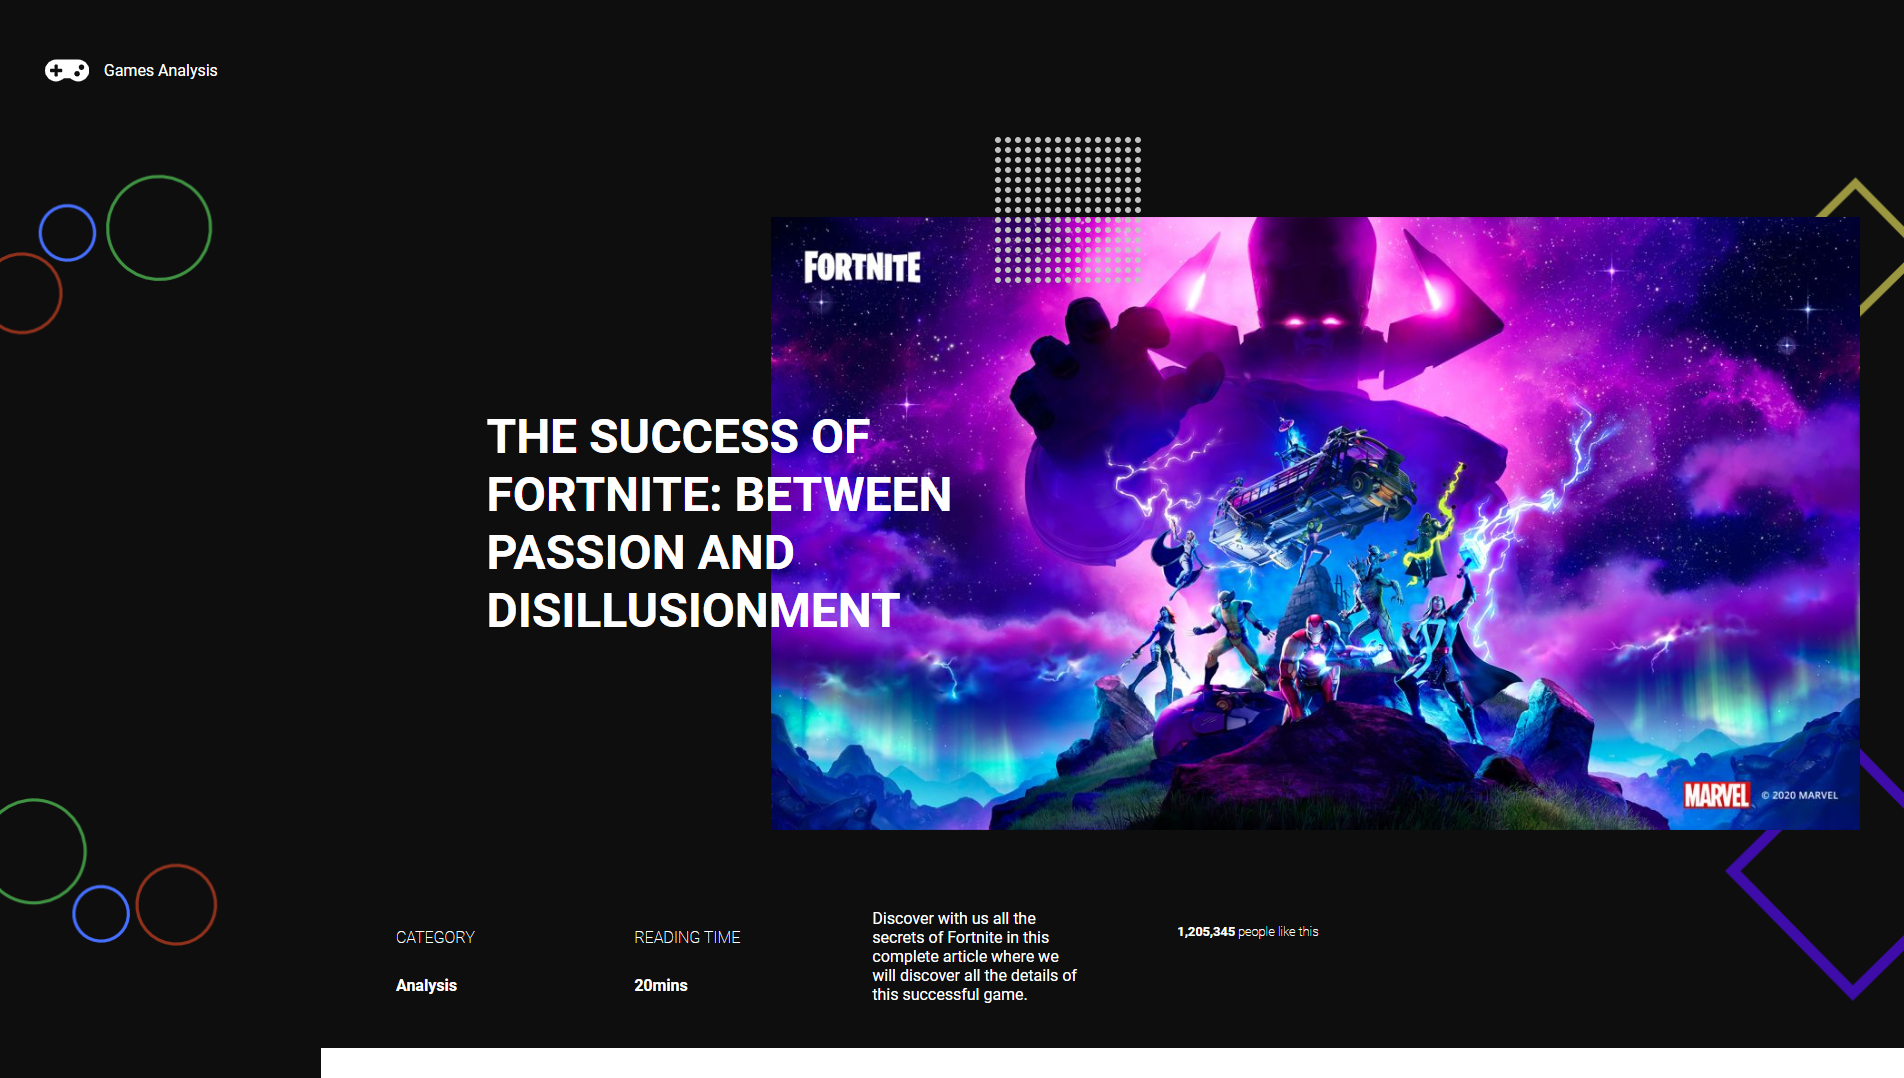 Games Analysis
FORTNITE
THE SUCCESS OF
FORTNITE: BETWEEN
PASSION AND
DISILLUSIONMENT
MARVEL © 2020 MARVEL
CATEGORY
Analysis
READING TIME
20mins
Discover with us all the
secrets of Fortnite in this
complete article where we
will discover all the details of
this successful game.
1,205,345 people like this